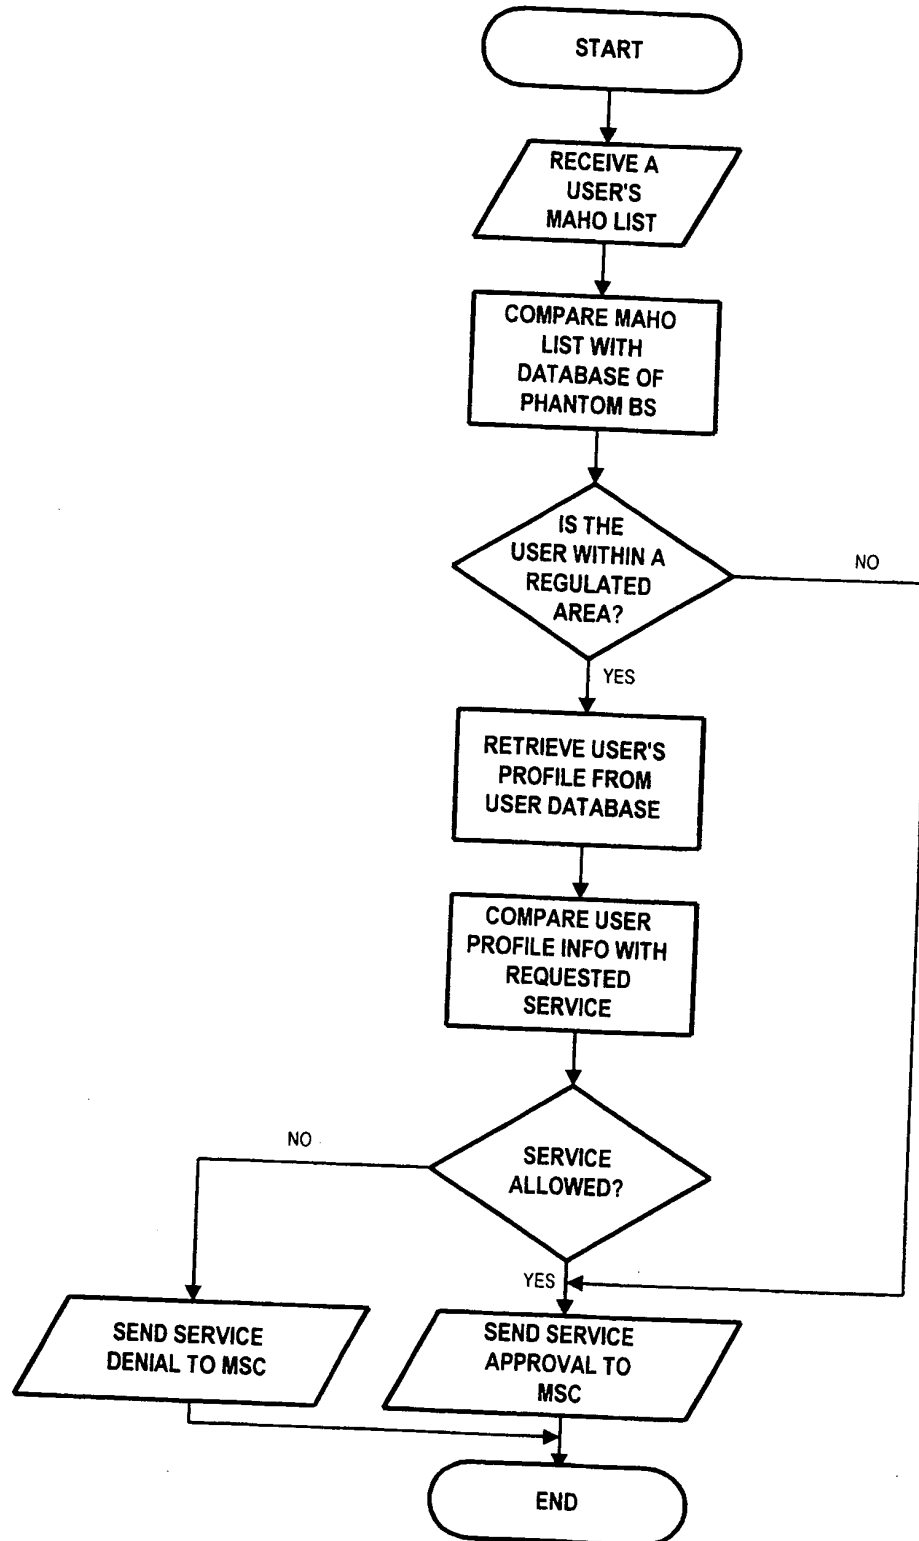 START
RECEIVE A
USER'S
MAHO LIST
COMPARE MAHO
LIST WITH
DATABASE OF
PHANTOM BS
IS THE
USER WITHIN A
REGULATED
AREA?
NO
YES
RETRIEVE USER'S
PROFILE FROM
USER DATABASE
COMPARE USER
PROFILE INFO WITH
REQUESTED
SERVICE
NO
SERVICE
ALLOWED?
YES
SEND SERVICE
DENIAL TO MSC
SEND SERVICE
APPROVAL TO
MSC
END